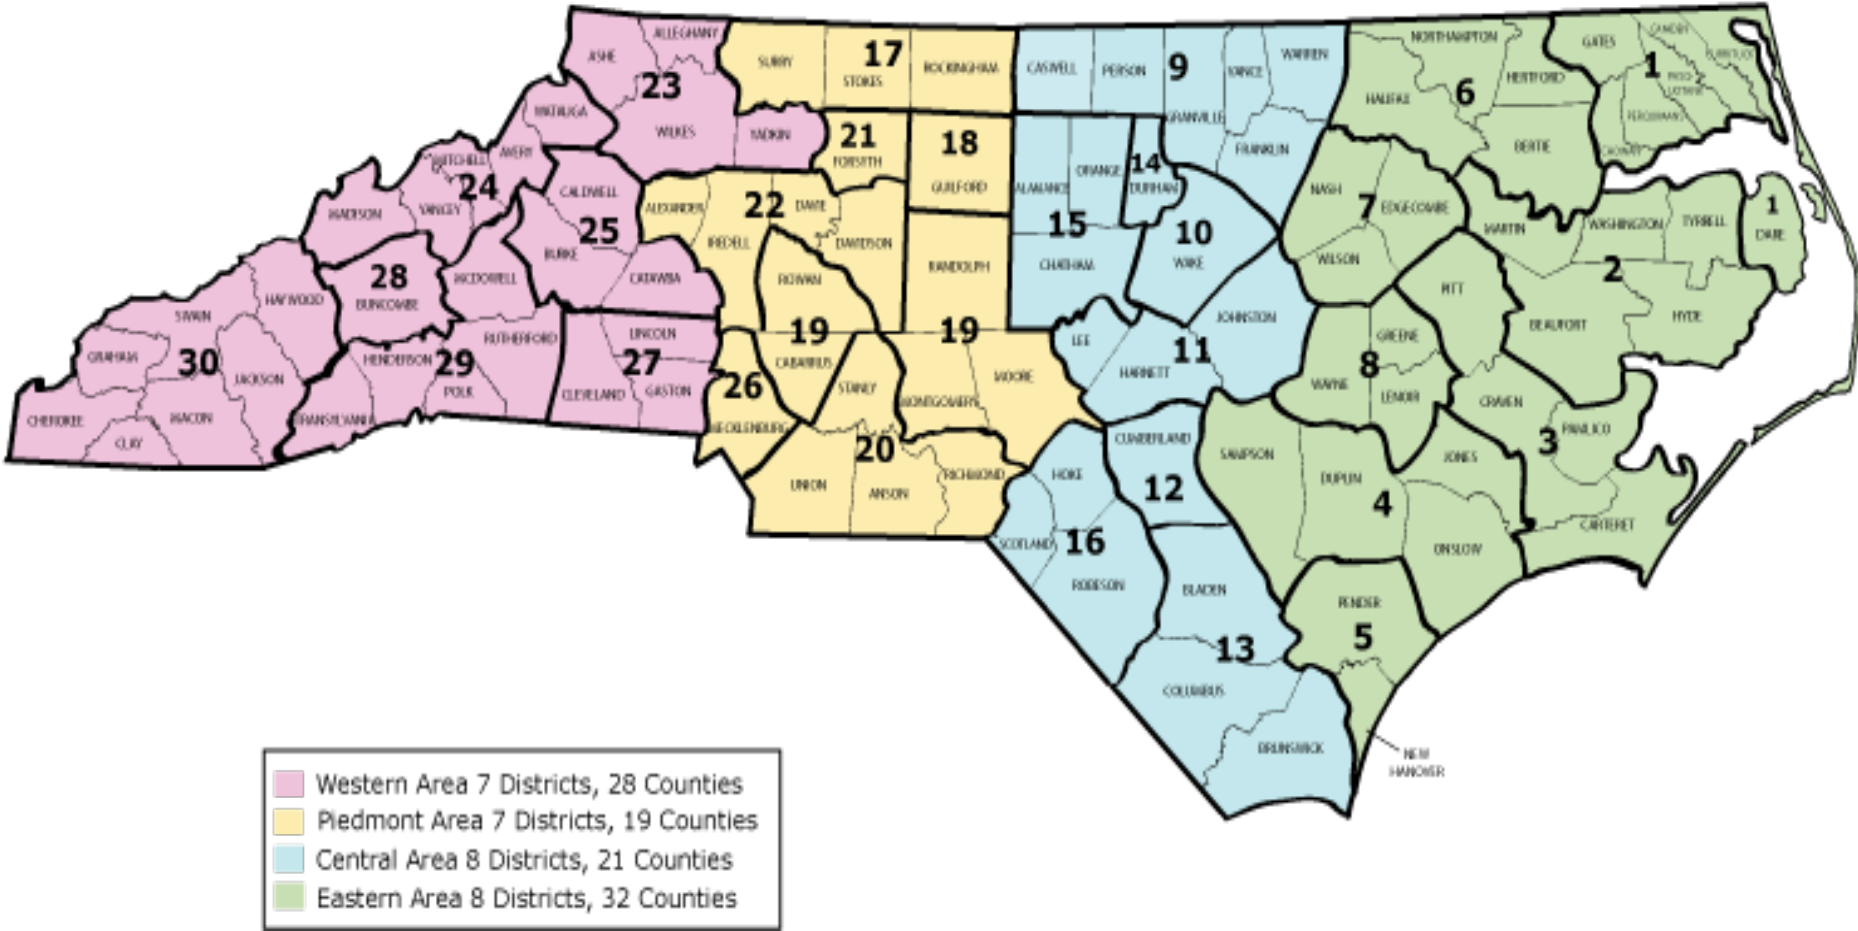 ASHE
ALLEGHANY
23
WATAUGA
WILKES
YADKIN
MITCHELL
AVERY
24
YANCEY
MADISON
CALDWELL
25
BURKE
CATAWBA
28
BUNCOMBE
MCDOWELL
HAYWOOD
SWAIN
GRAHAM
30
JACKSON
MACON
CHEROKEE
CLAY
HENDERSON
29
RUTHERFORD
POLK
TRANSYLVANIA
LINCOLN
27
CLEVELAND
GASTON
SURRY
17
STOKES
ROCKINGHAM
21
FORSYTH
18
GUILFORD
ALEXANDER
22
DAVIE
IREDELL
DAVIDSON
RANDOLPH
ROWAN
19
19
CABARRUS
STANLY
MONTGOMERY
MOORE
26
MECKLENBURG
20
UNION
ANSON
RICHMOND
CASWELL
PERSON
9
VANCE
WARREN
GRANVILLE
FRANKLIN
ALAMANCE
ORANGE
14
DURHAM
15
CHATHAM
10
WAKE
JOHNSTON
LEE
11
HARNETT
CUMBERLAND
12
HOKE
SCOTLAND
16
ROBESON
BLADEN
13
COLUMBUS
BRUNSWICK
NORTHAMPTON
6
HERTFORD
HALIFAX
BERTIE
GATES
CAMDEN
CURRITUCK
1
PASQ-
UOTANK
PERQUIMANS
CHOWAN
NASH
7
EDGECOMBE
WILSON
MARTIN
WASHINGTON
TYRRELL
1
DARE
2
PITT
BEAUFORT
HYDE
GREENE
8
WAYNE
LENOIR
CRAVEN
3
PAMLICO
JONES
CARTERET
SAMPSON
DUPLIN
4
ONSLOW
PENDER
5
NEW
HANOVER
Western Area 7 Districts, 28 Counties
Piedmont Area 7 Districts, 19 Counties
Central Area 8 Districts, 21 Counties
Eastern Area 8 Districts, 32 Counties